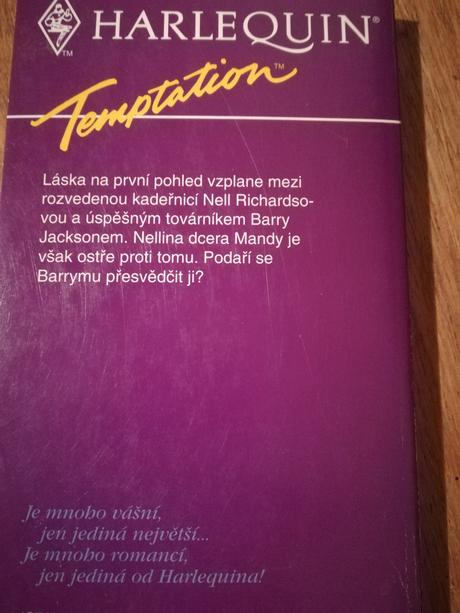 HARLEQUIN®
TM
Temptation™
Láska na první pohled vzplane mezi
rozvedenou kadeřnicí Nell Richardso-
vou a úspěšným továrníkem Barry
Jacksonem. Nellina dcera Mandy je
však ostře proti tomu. Podaří se
Barrymu přesvědčit ji?
Je mnoho vášní,
jen jediná největší...
Je mnoho romancí,
jen jediná od Harlequina!